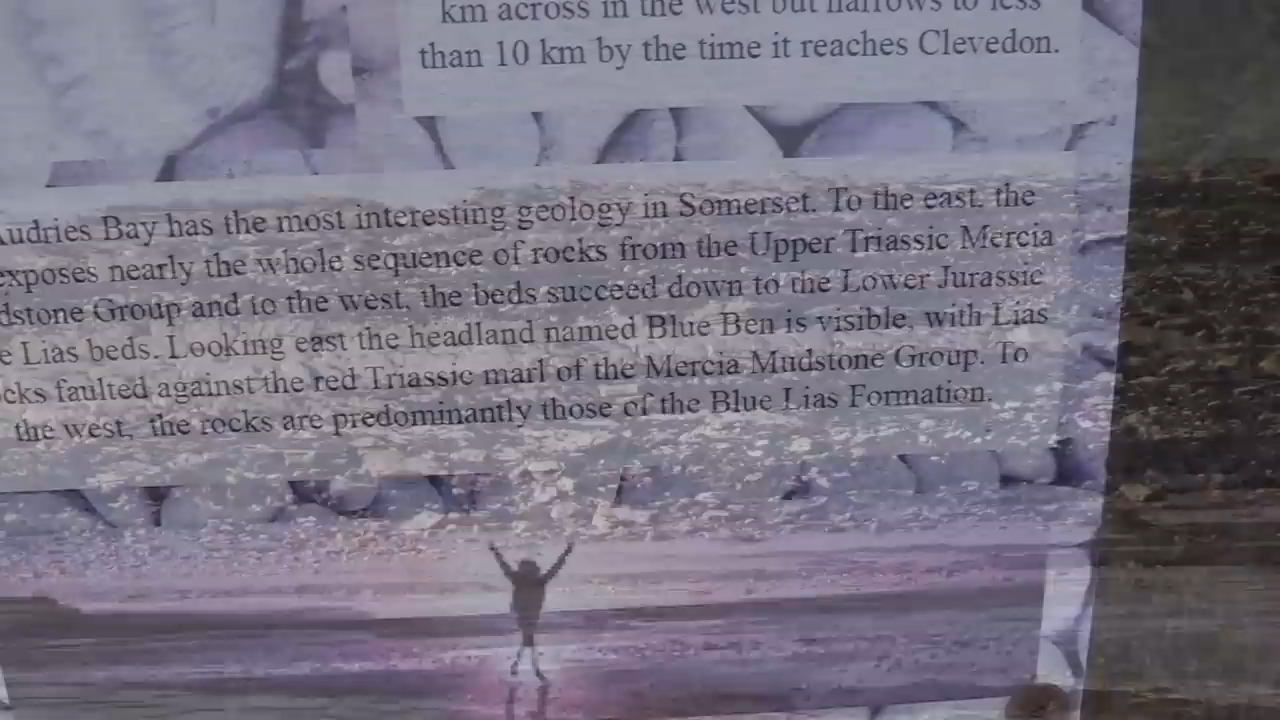 km across in the west but narrows to less
than 10 km by the time it reaches Clevedon.
Audries Bay has the most interesting geology in Somerset. To the east, the
exposes nearly the whole sequence of rocks from the Upper Triassic Mercia
dstone Group and to the west, the beds succeed down to the Lower Jurassic
e Lias beds. Looking east the headland named Blue Ben is visible, with Lias
cks faulted against the red Triassic marl of the Mercia Mudstone Group. To
the west, the rocks are predominantly those of the Blue Lias Formation.